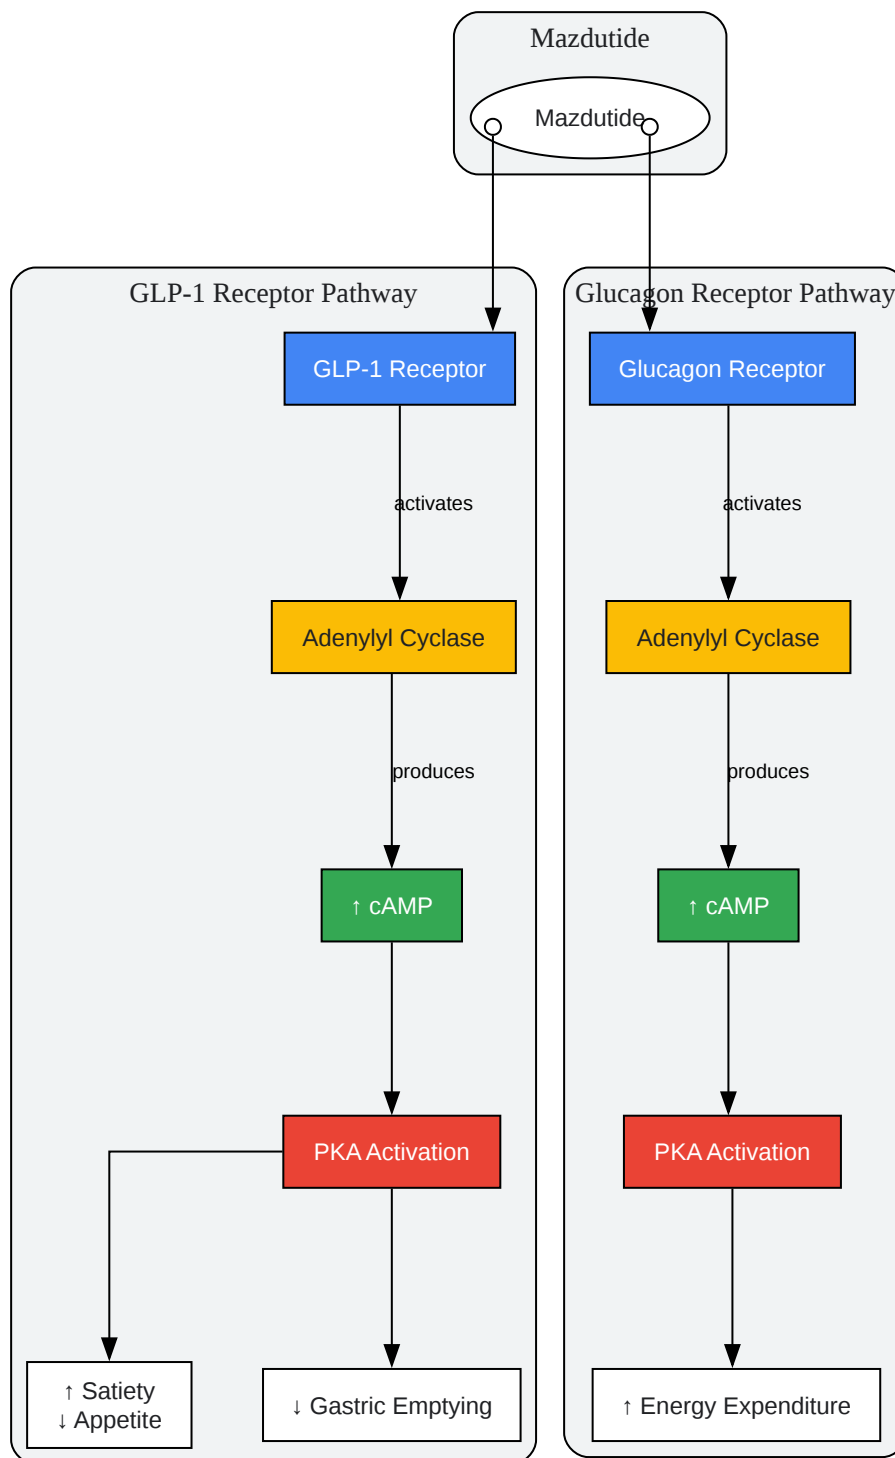 Mazdutide
Mazdutide
GLP-1 Receptor Pathway
Glucagon Receptor Pathway
GLP-1 Receptor
Glucagon Receptor
activates
activates
Adenylyl Cyclase
Adenylyl Cyclase
produces
produces
↑ cAMP
↑ cAMP
PKA Activation
PKA Activation
↑ Satiety
↓ Appetite
↓ Gastric Emptying
↑ Energy Expenditure